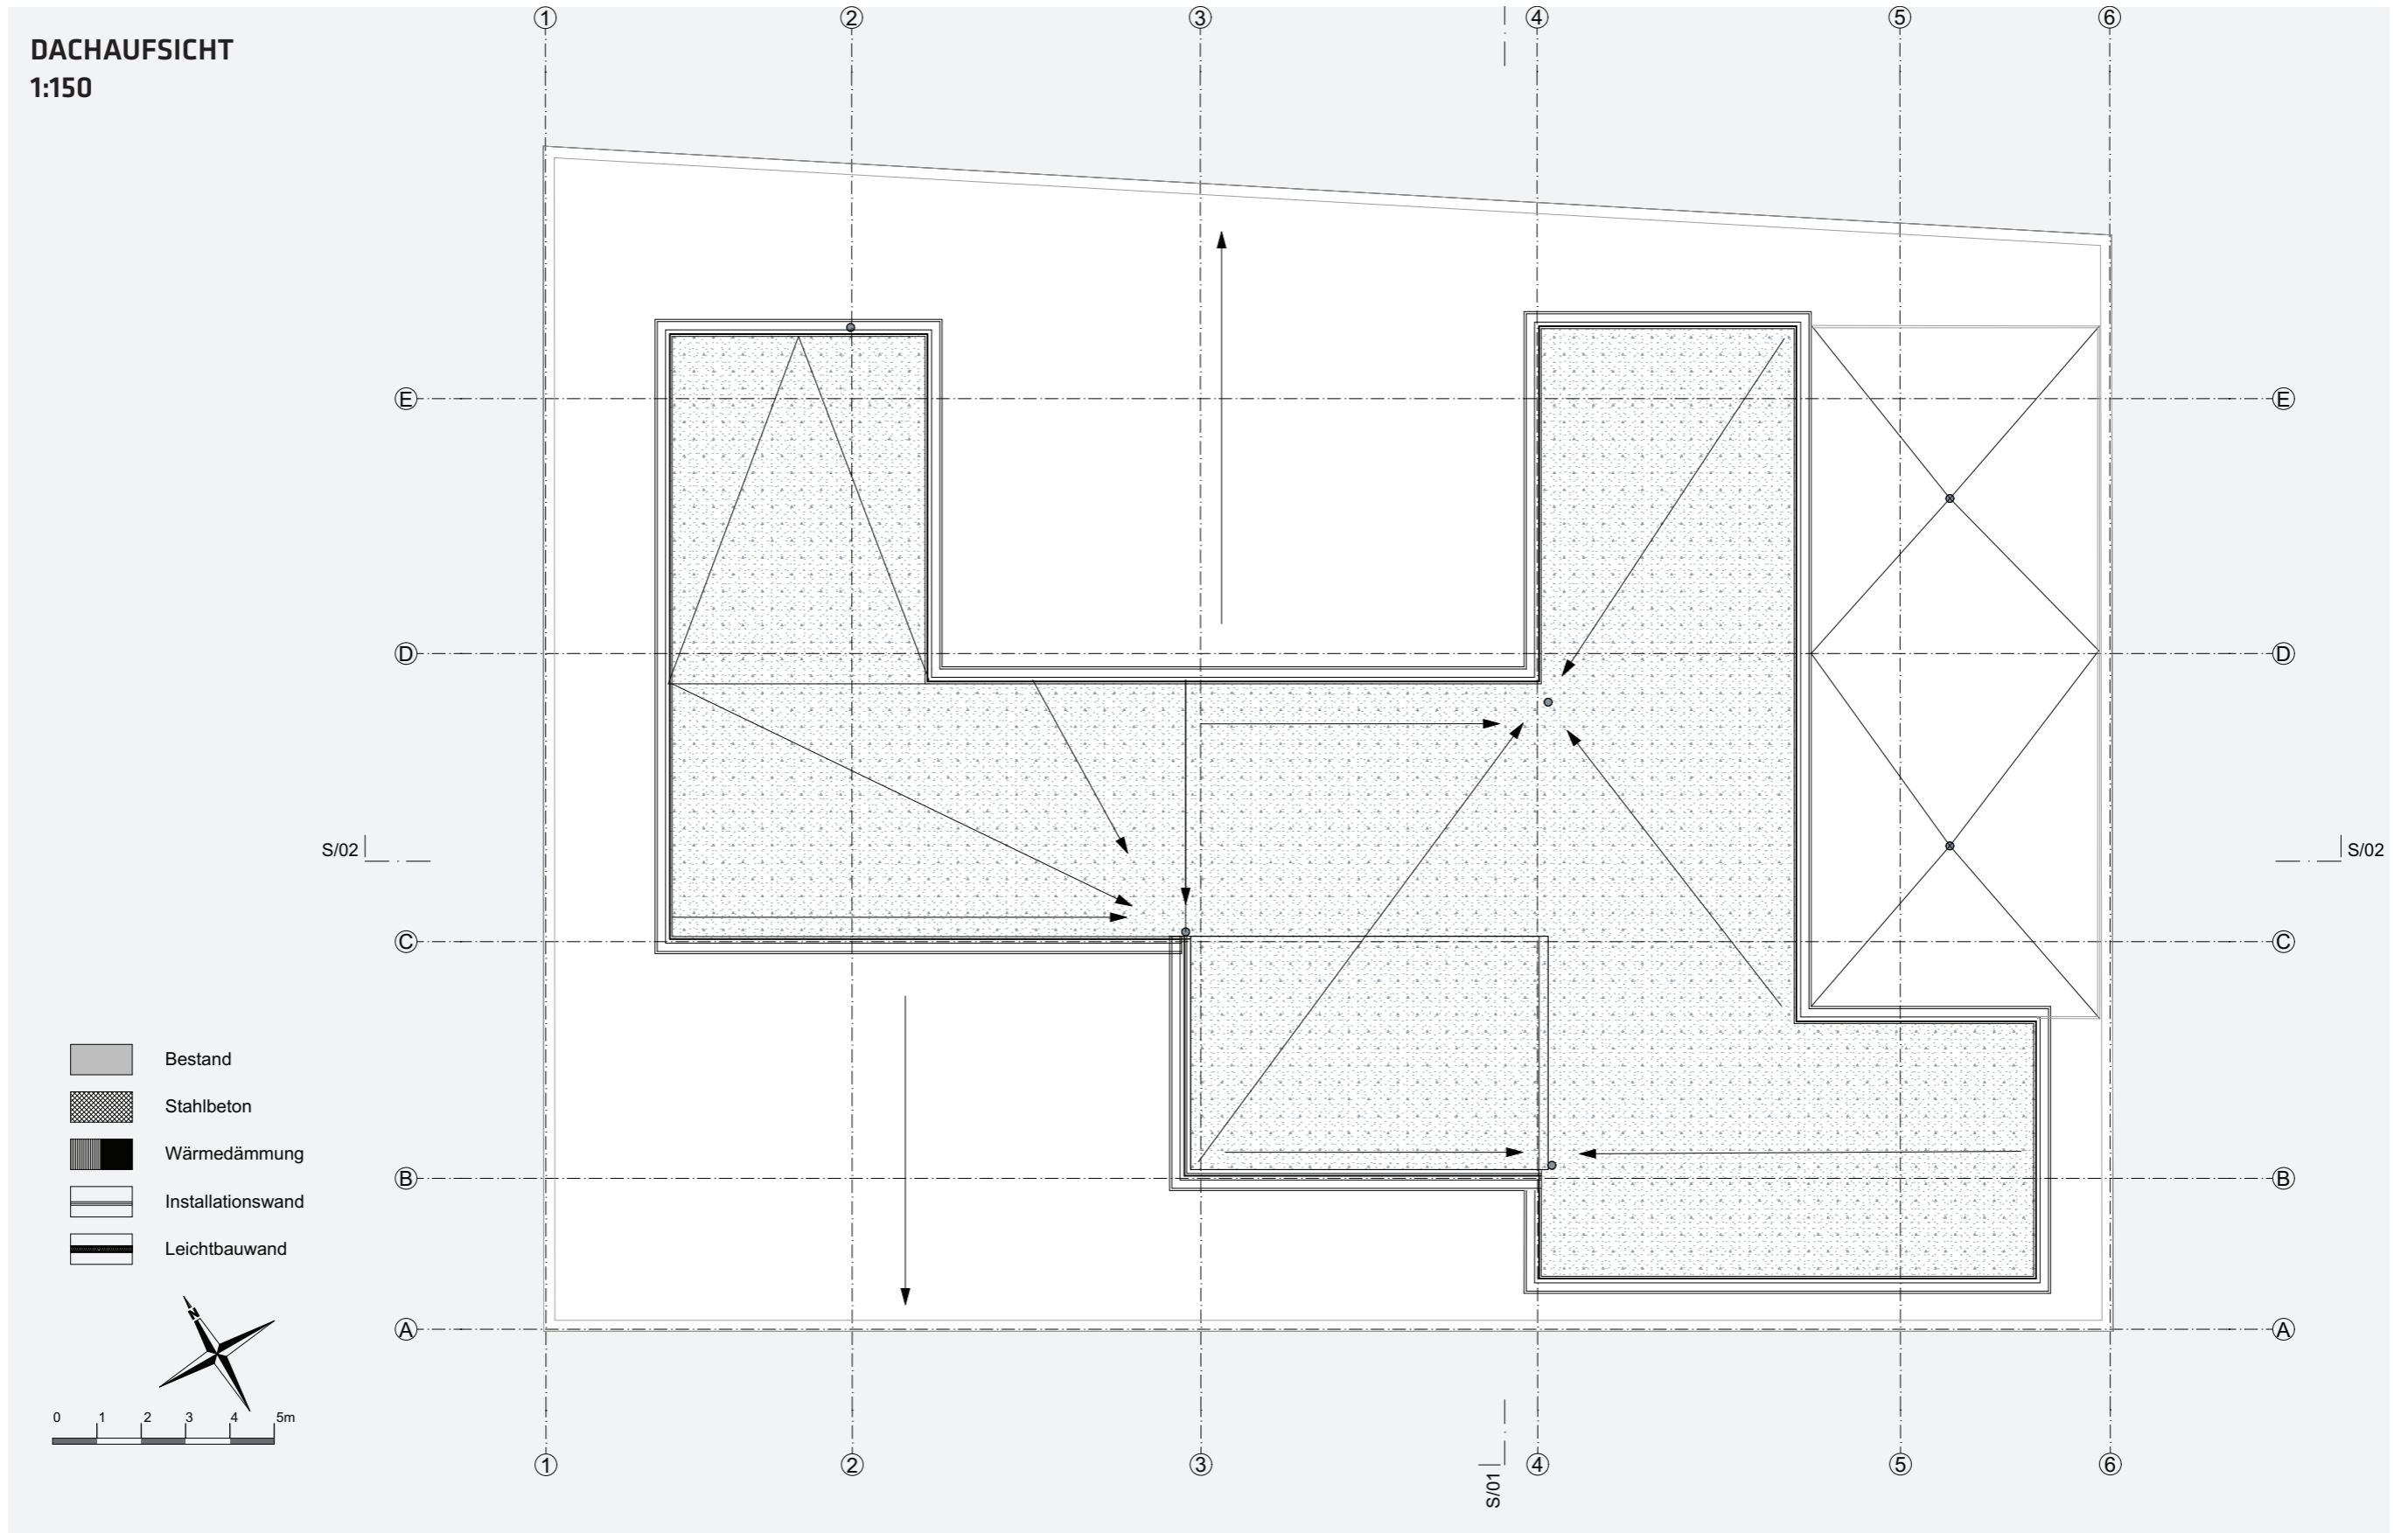 DACHAUFSICHT
1:150
1 2 3 4 5 6
E E
D D
S/02 S/02
C C
Bestand
Stahlbeton
Wärmedämmung
Installationswand
Leichtbauwand
B B
N
A A
0 1 2 3 4 5m
1 2 3 4 5 6
S/01